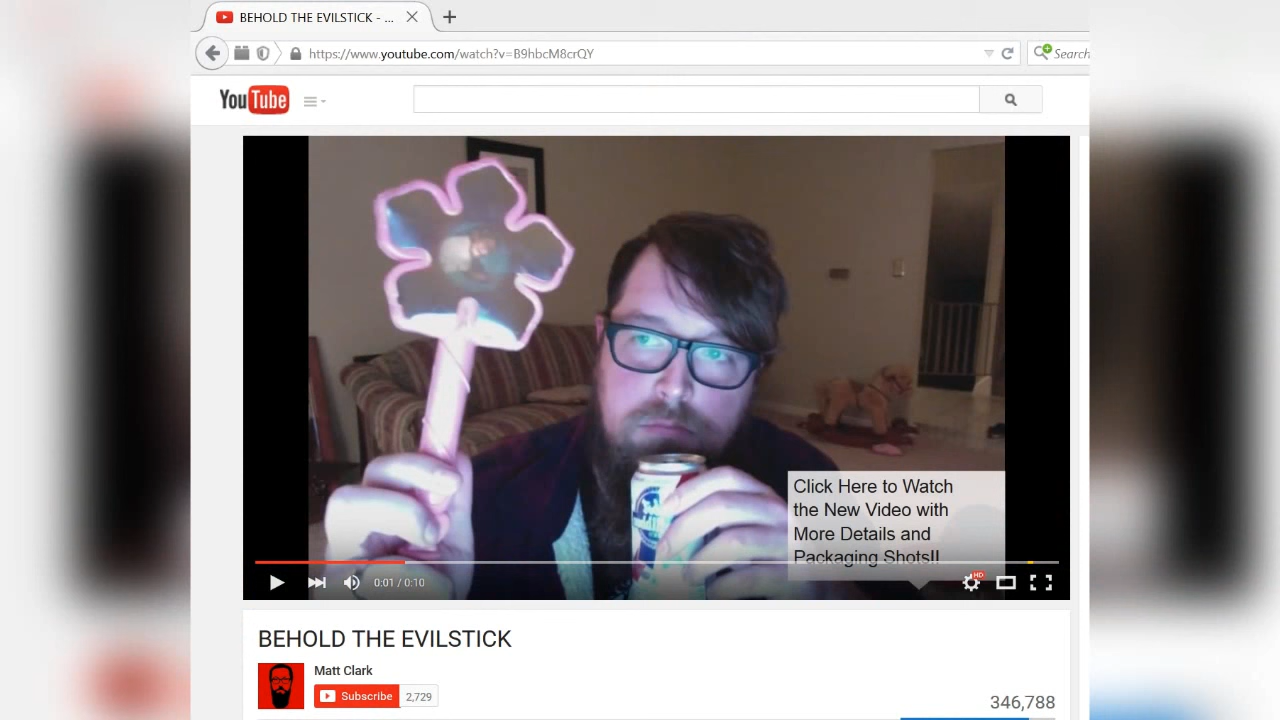 BEHOLD THE EVILSTICK - ...
https://www.youtube.com/watch?v=B9hbcM8crQY
Search
YouTube
Click Here to Watch
the New Video with
More Details and
Packaging Shots!!
0:01 / 0:10
HD
BEHOLD THE EVILSTICK
Matt Clark
Subscribe 2,729
346,788